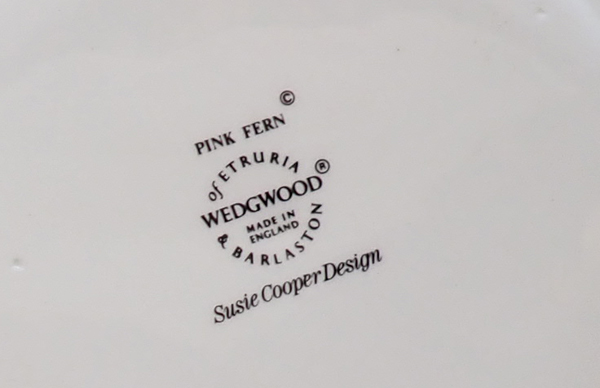 ©
PINK FERN
of ETRURIA
WEDGWOOD®
MADE IN
ENGLAND
& BARLASTON
Susie Cooper Design